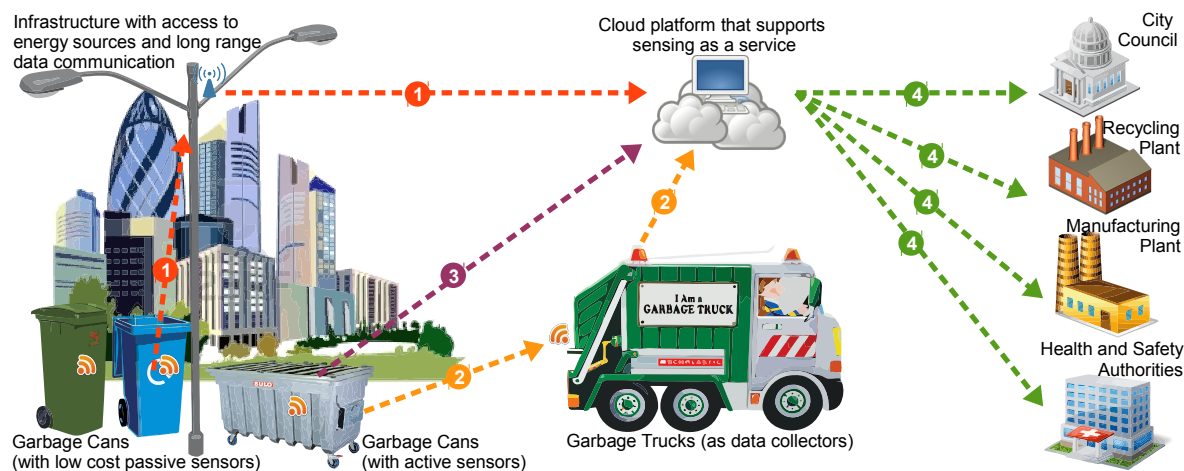 Infrastructure with access to
energy sources and long range
data communication
Cloud platform that supports
sensing as a service
City
Council
1
4
Recycling
Plant
4
2
4
Manufacturing
Plant
4
1
3
I Am a
GARBAGE TRUCK
SCHOLASTIC
2
BULO
Health and Safety
Authorities
Garbage Cans
(with low cost passive sensors)
Garbage Cans
(with active sensors)
Garbage Trucks (as data collectors)